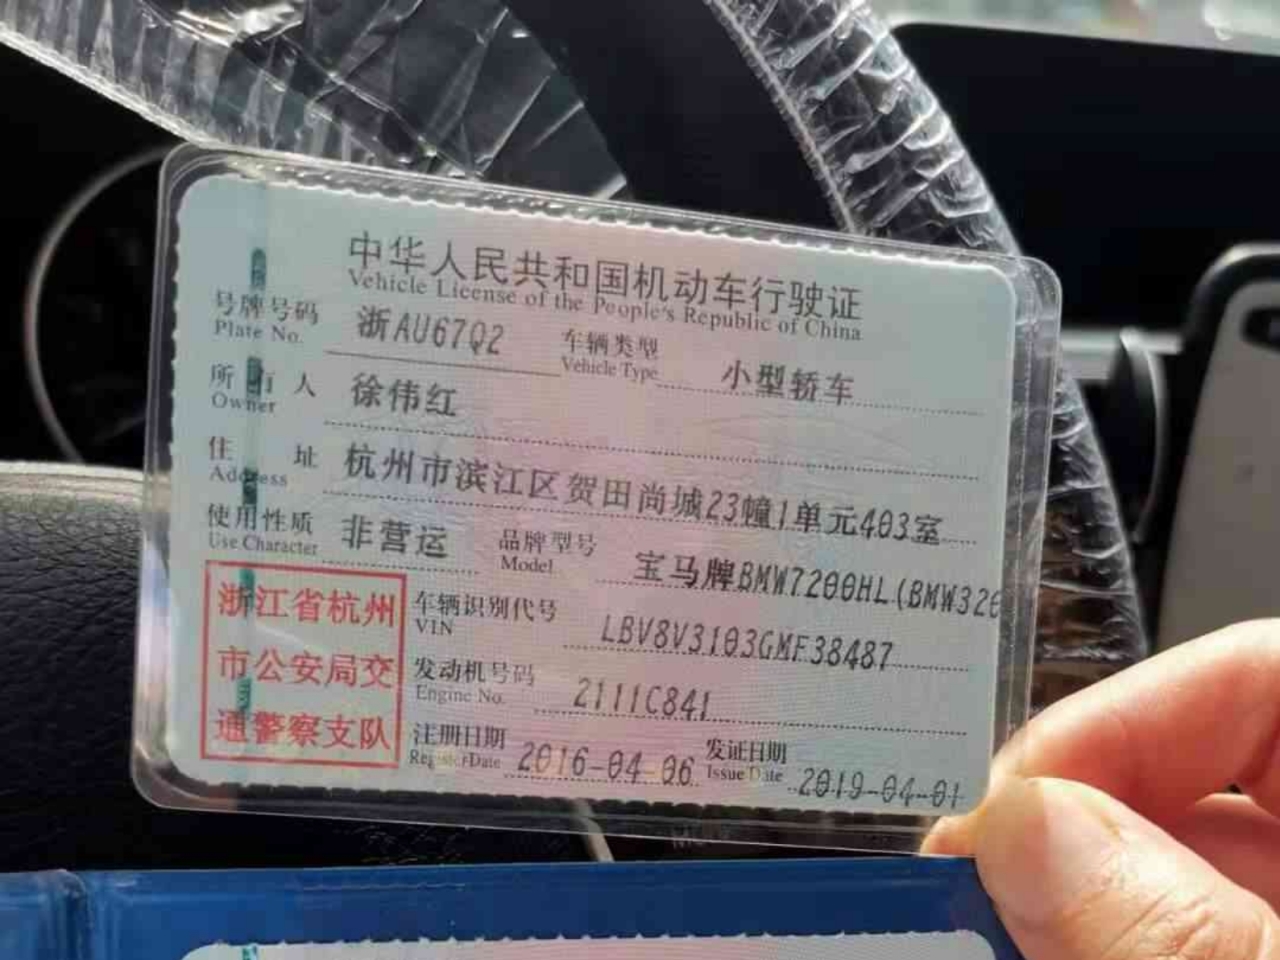 中华人民共和国机动车行驶证
Vehicle License of the People's Republic of China
号牌号码 浙AU67Q2 车辆类型 小型轿车
Plate No. Vehicle Type
所有人 徐伟红
Owner
住址 杭州市滨江区贺田尚城23幢1单元403室
Address
使用性质 非营运 品牌型号 宝马牌BMW7200HL(BMW320
Use Character Model
浙江省杭州
市公安局交
通警察支队
车辆识别代号 LBV8V3103GMF38487
VIN
发动机号码 2111C841
Engine No.
注册日期 2016-04-06 发证日期 2019-04-01
Register Date Issue Date